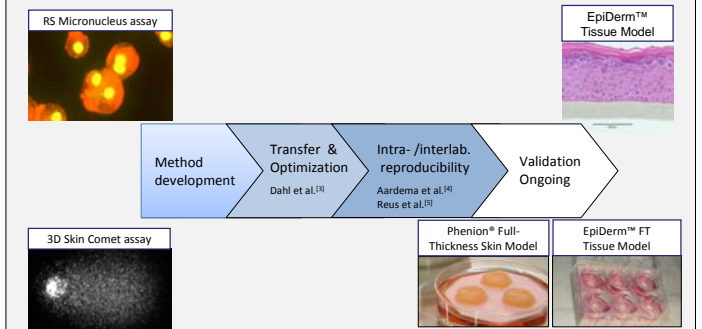 RS Micronucleus assay
EpiDerm™
Tissue Model
Method
development
Transfer &
Optimization
Dahl et al.[3]
Intra- /interlab.
reproducibility
Aardema et al.[4]
Reus et al.[5]
Validation
Ongoing
3D Skin Comet assay
Phenion® Full-
Thickness Skin Model
EpiDerm™ FT
Tissue Model